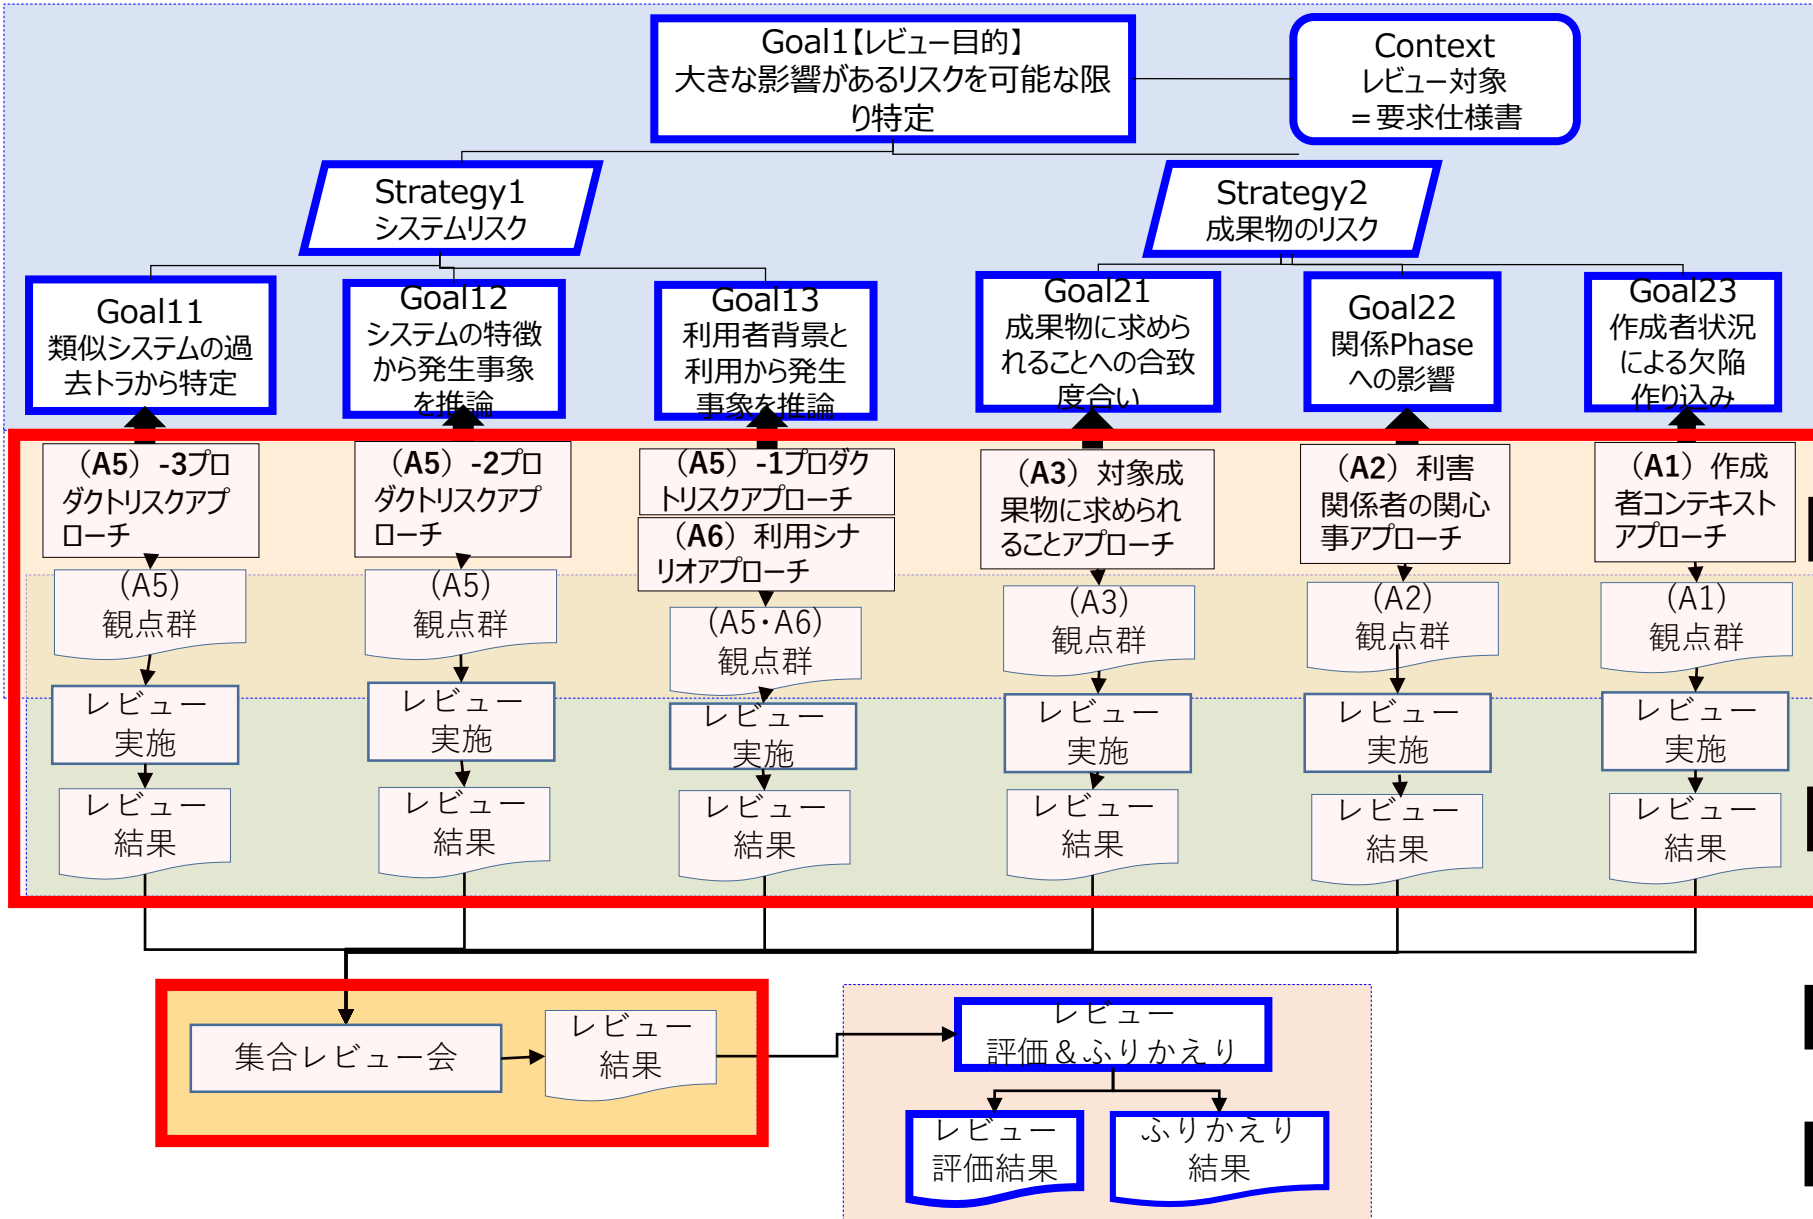 Goal1【レビュー目的】
大きな影響があるリスクを可能な限
り特定
Context
レビュー対象
＝要求仕様書
Strategy1
システムリスク
Strategy2
成果物のリスク
Goal11
類似システムの過
去トラから特定
Goal12
システムの特徴
から発生事象
を推論
Goal13
利用者背景と
利用から発生
事象を推論
Goal21
成果物に求めら
れることへの合致
度合い
Goal22
関係Phase
への影響
Goal23
作成者状況
による欠陥
作り込み
（A5）-3プロ
ダクトリスクアプ
ローチ
（A5）-2プロ
ダクトリスクアプ
ローチ
（A5）-1プロダク
トリスクアプローチ
（A6）利用シナ
リオアプローチ
（A3）対象成
果物に求められ
ることアプローチ
（A2）利害
関係者の関心
事アプローチ
（A1）作成
者コンテキスト
アプローチ
(A5)
観点群
(A5)
観点群
(A5・A6)
観点群
(A3)
観点群
(A2)
観点群
(A1)
観点群
レビュー
実施
レビュー
実施
レビュー
実施
レビュー
実施
レビュー
実施
レビュー
実施
レビュー
結果
レビュー
結果
レビュー
結果
レビュー
結果
レビュー
結果
レビュー
結果
集合レビュー会
レビュー
結果
レビュー
評価＆ふりかえり
レビュー
評価結果
ふりかえり
結果